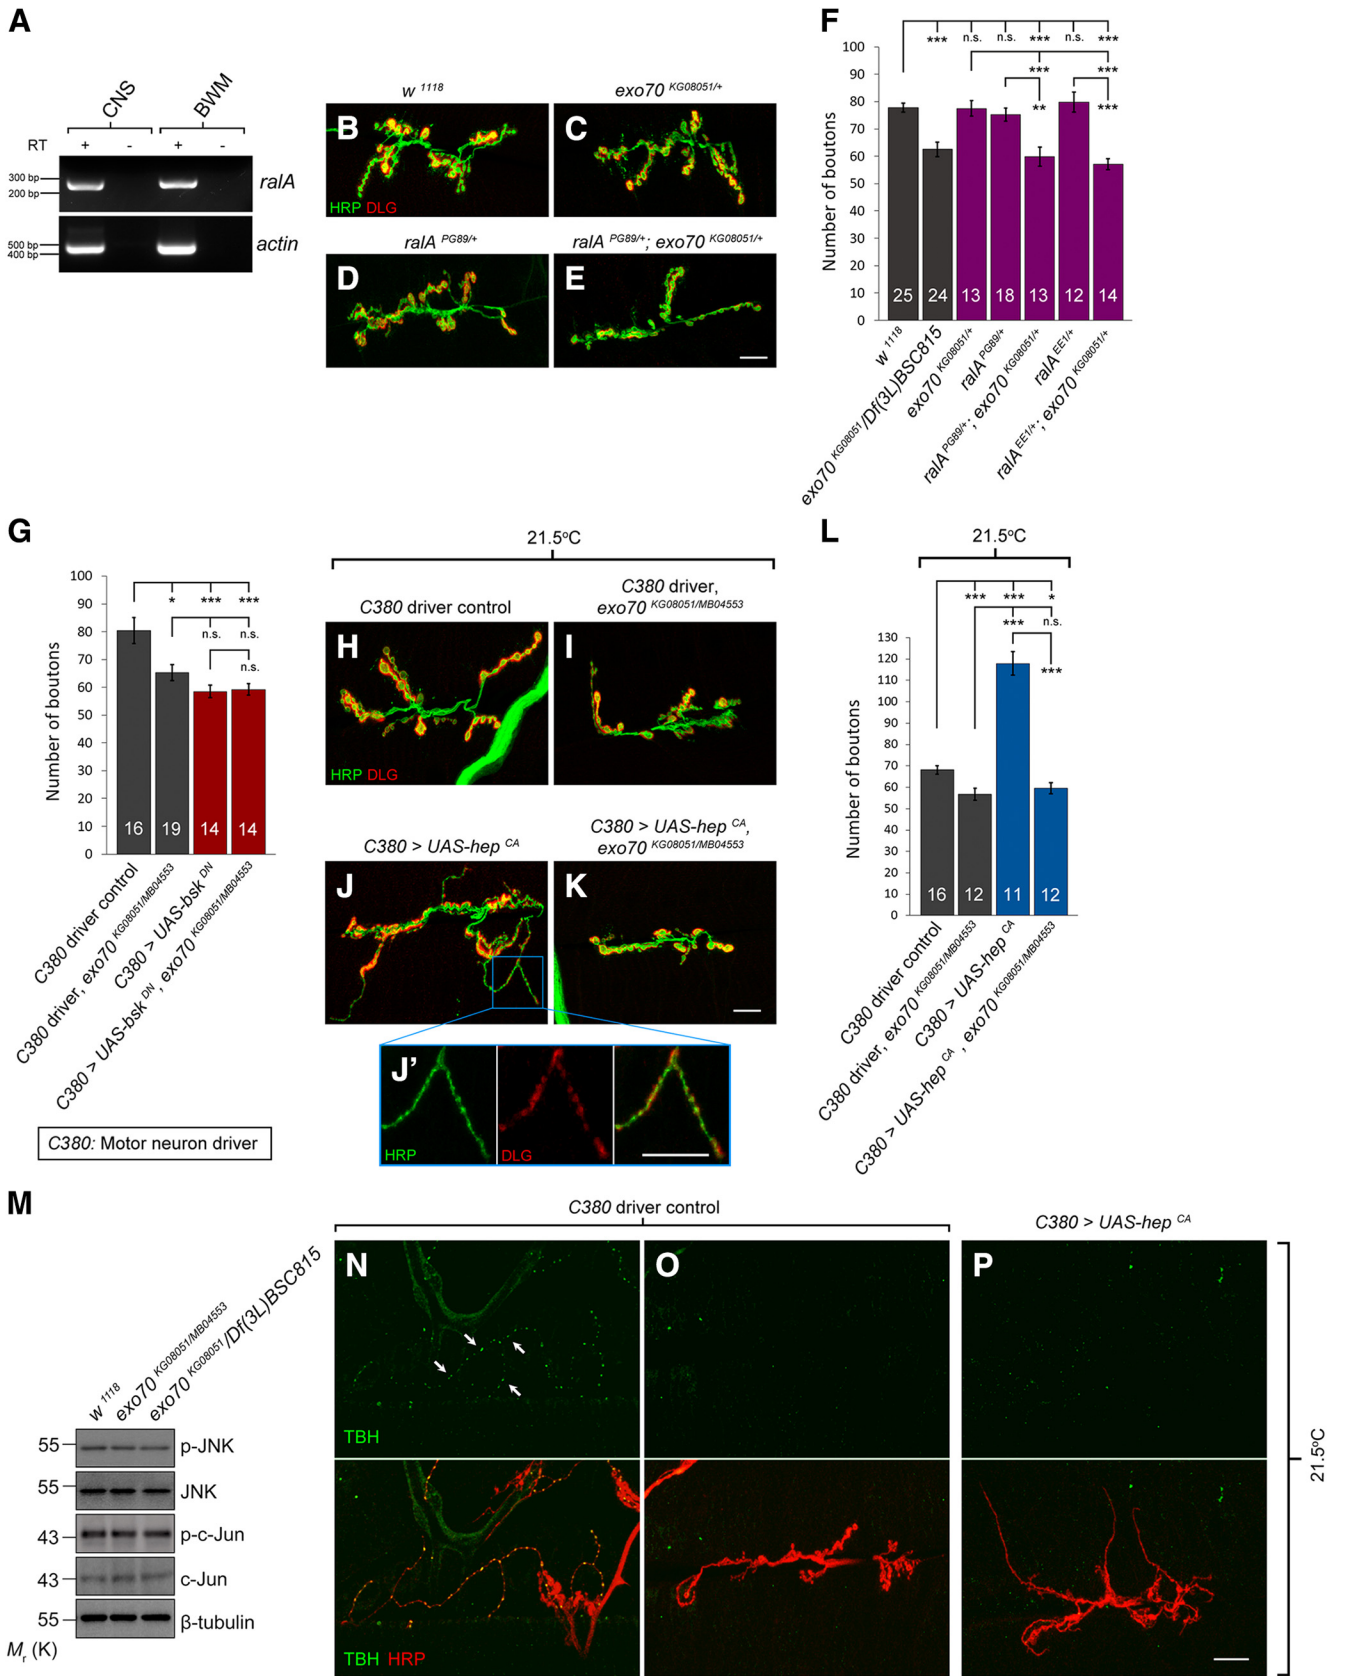 A
CNS
BWM
RT
+
-
+
-
300 bp
200 bp
ralA
500 bp
400 bp
actin
w 1118
exo70 KG08051/+
B
C
HRP DLG
ralA PG89/+
ralA PG89/+; exo70 KG08051/+
D
E
F
***
n.s.
n.s.
***
n.s.
***
***
***
**
***
Number of boutons
100
90
80
70
60
50
40
30
20
10
0
25
24
13
18
13
12
14
w 1118
exo70 KG08051/Df(3L)BSC815
exo70 KG08051/+
ralA PG89/+
ralA PG89/+; exo70 KG08051/+
ralA EE1/+
ralA EE1/+; exo70 KG08051/+
G
*
***
***
n.s.
n.s.
n.s.
Number of boutons
100
90
80
70
60
50
40
30
20
10
0
16
19
14
14
C380 driver control
C380 driver, exo70 KG08051/MB04553
C380 > UAS-bsk DN
C380 > UAS-bsk DN, exo70 KG08051/MB04553
C380: Motor neuron driver
21.5oC
C380 driver control
C380 driver,
exo70 KG08051/MB04553
H
I
HRP DLG
C380 > UAS-hep CA
C380 > UAS-hep CA,
exo70 KG08051/MB04553
J
K
J'
HRP
DLG
L
21.5oC
***
***
*
***
n.s.
***
Number of boutons
130
120
110
100
90
80
70
60
50
40
30
20
10
0
16
12
11
12
C380 driver control
C380 driver, exo70 KG08051/MB04553
C380 > UAS-hep CA
C380 > UAS-hep CA, exo70 KG08051/MB04553
M
w 1118
exo70 KG08051/MB04553
exo70 KG08051/Df(3L)BSC815
55
p-JNK
55
JNK
43
p-c-Jun
43
c-Jun
55
β-tubulin
Mr (K)
C380 driver control
C380 > UAS-hep CA
N
O
P
TBH
TBH HRP
21.5oC